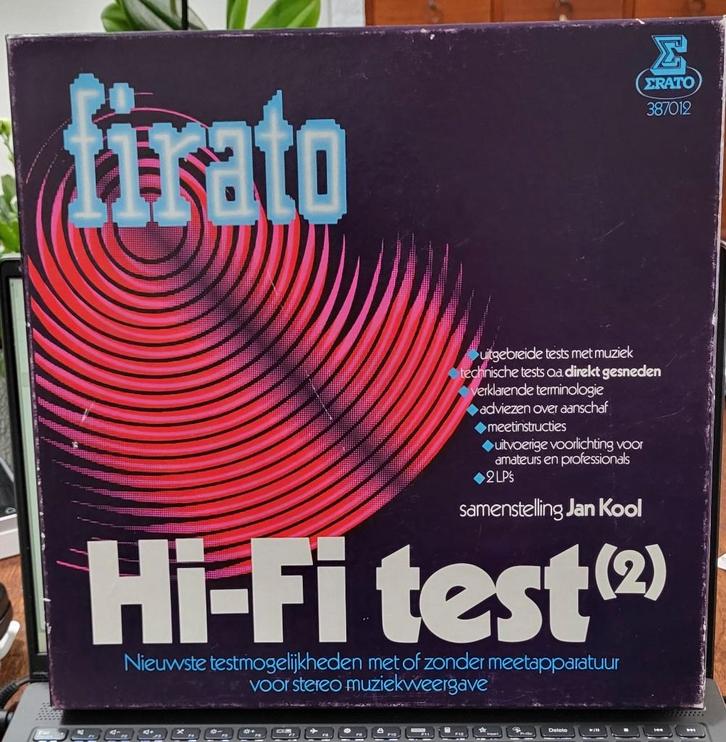 firato
ERATO
387012
uitgebreide tests met muziek
technische tests o.a. direkt gesneden
verklarende terminologie
adviezen over aanschaf
meetinstructies
uitvoerige voorlichting voor
amateurs en professionals
2 LP's
samenstelling Jan Kool
Hi-Fi test (2)
Nieuwste testmogelijkheden met of zonder meetapparatuur
voor stereo muziekweergave
Delete